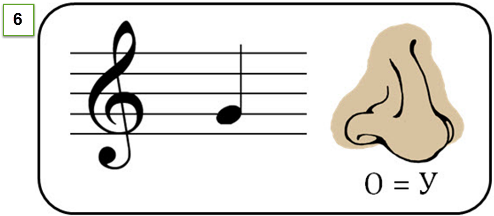 6
О = У